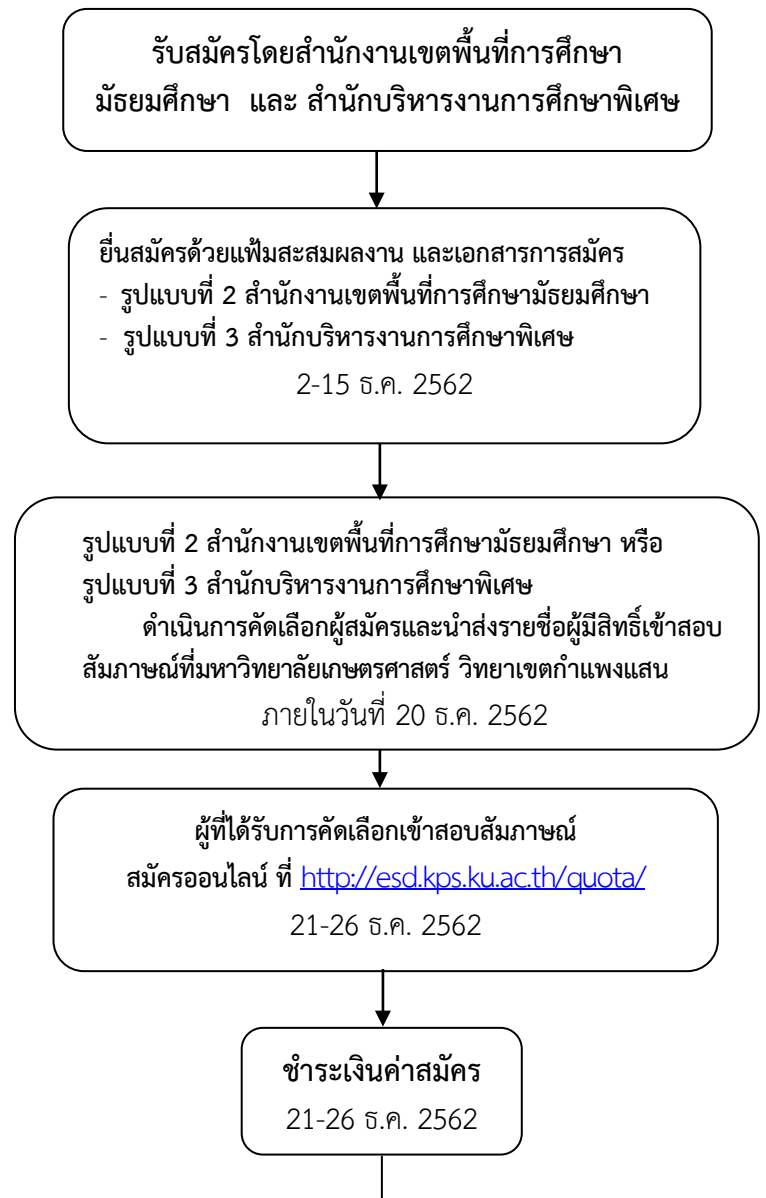 รับสมัครโดยสำนักงานเขตพื้นที่การศึกษา
มัธยมศึกษา และ สำนักบริหารงานการศึกษาพิเศษ
ยื่นสมัครด้วยแฟ้มสะสมผลงาน และเอกสารการสมัคร
- รูปแบบที่ 2 สำนักงานเขตพื้นที่การศึกษามัธยมศึกษา
- รูปแบบที่ 3 สำนักบริหารงานการศึกษาพิเศษ
2-15 ธ.ค. 2562
รูปแบบที่ 2 สำนักงานเขตพื้นที่การศึกษามัธยมศึกษา หรือ
รูปแบบที่ 3 สำนักบริหารงานการศึกษาพิเศษ
ดำเนินการคัดเลือกผู้สมัครและนำส่งรายชื่อผู้มีสิทธิ์เข้าสอบ
สัมภาษณ์ที่มหาวิทยาลัยเกษตรศาสตร์ วิทยาเขตกำแพงแสน
ภายในวันที่ 20 ธ.ค. 2562
ผู้ที่ได้รับการคัดเลือกเข้าสอบสัมภาษณ์
สมัครออนไลน์ ที่ http://esd.kps.ku.ac.th/quota/
21-26 ธ.ค. 2562
ชำระเงินค่าสมัคร
21-26 ธ.ค. 2562